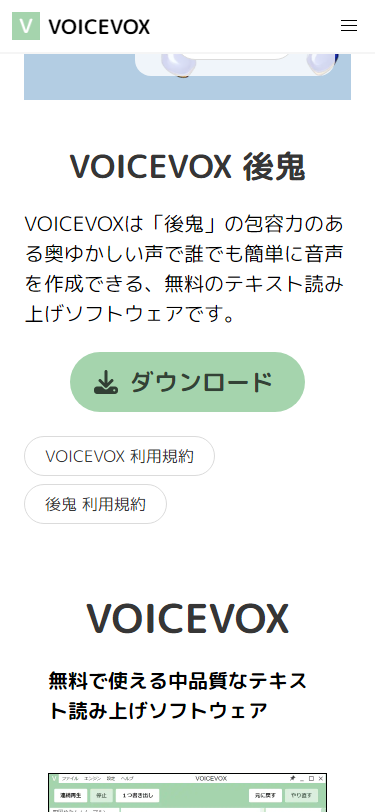 VOICEVOX
VOICEVOX 後鬼
VOICEVOXは「後鬼」の包容力のあ
る奥ゆかしい声で誰でも簡単に音声
を作成できる、無料のテキスト読み
上げソフトウェアです。
ダウンロード
VOICEVOX 利用規約
後鬼 利用規約
VOICEVOX
無料で使える中品質なテキス
ト読み上げソフトウェア
ファイル エンジン 設定 ヘルプ VOICEVOX
連続再生 停止 1つ書き出し 元に戻す やり直す